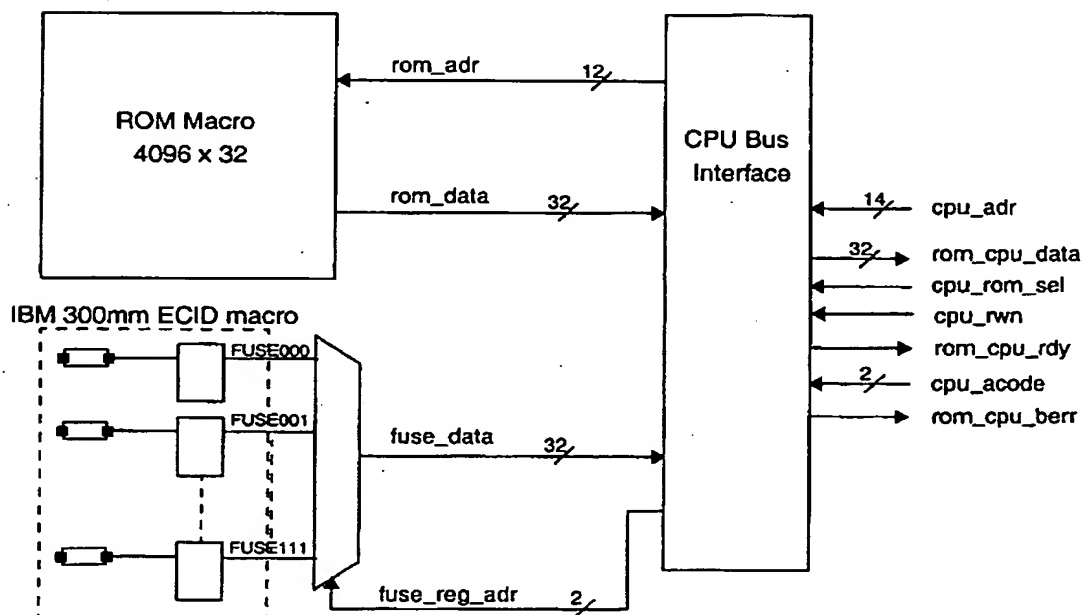 rom_adr
12
ROM Macro
4096 x 32
CPU Bus
Interface
rom_data
32
14
cpu_adr
32
rom_cpu_data
cpu_rom_sel
cpu_rwn
rom_cpu_rdy
2
cpu_acode
rom_cpu_berr
IBM 300mm ECID macro
FUSE000
FUSE001
fuse_data
32
FUSE111
fuse_reg_adr
2